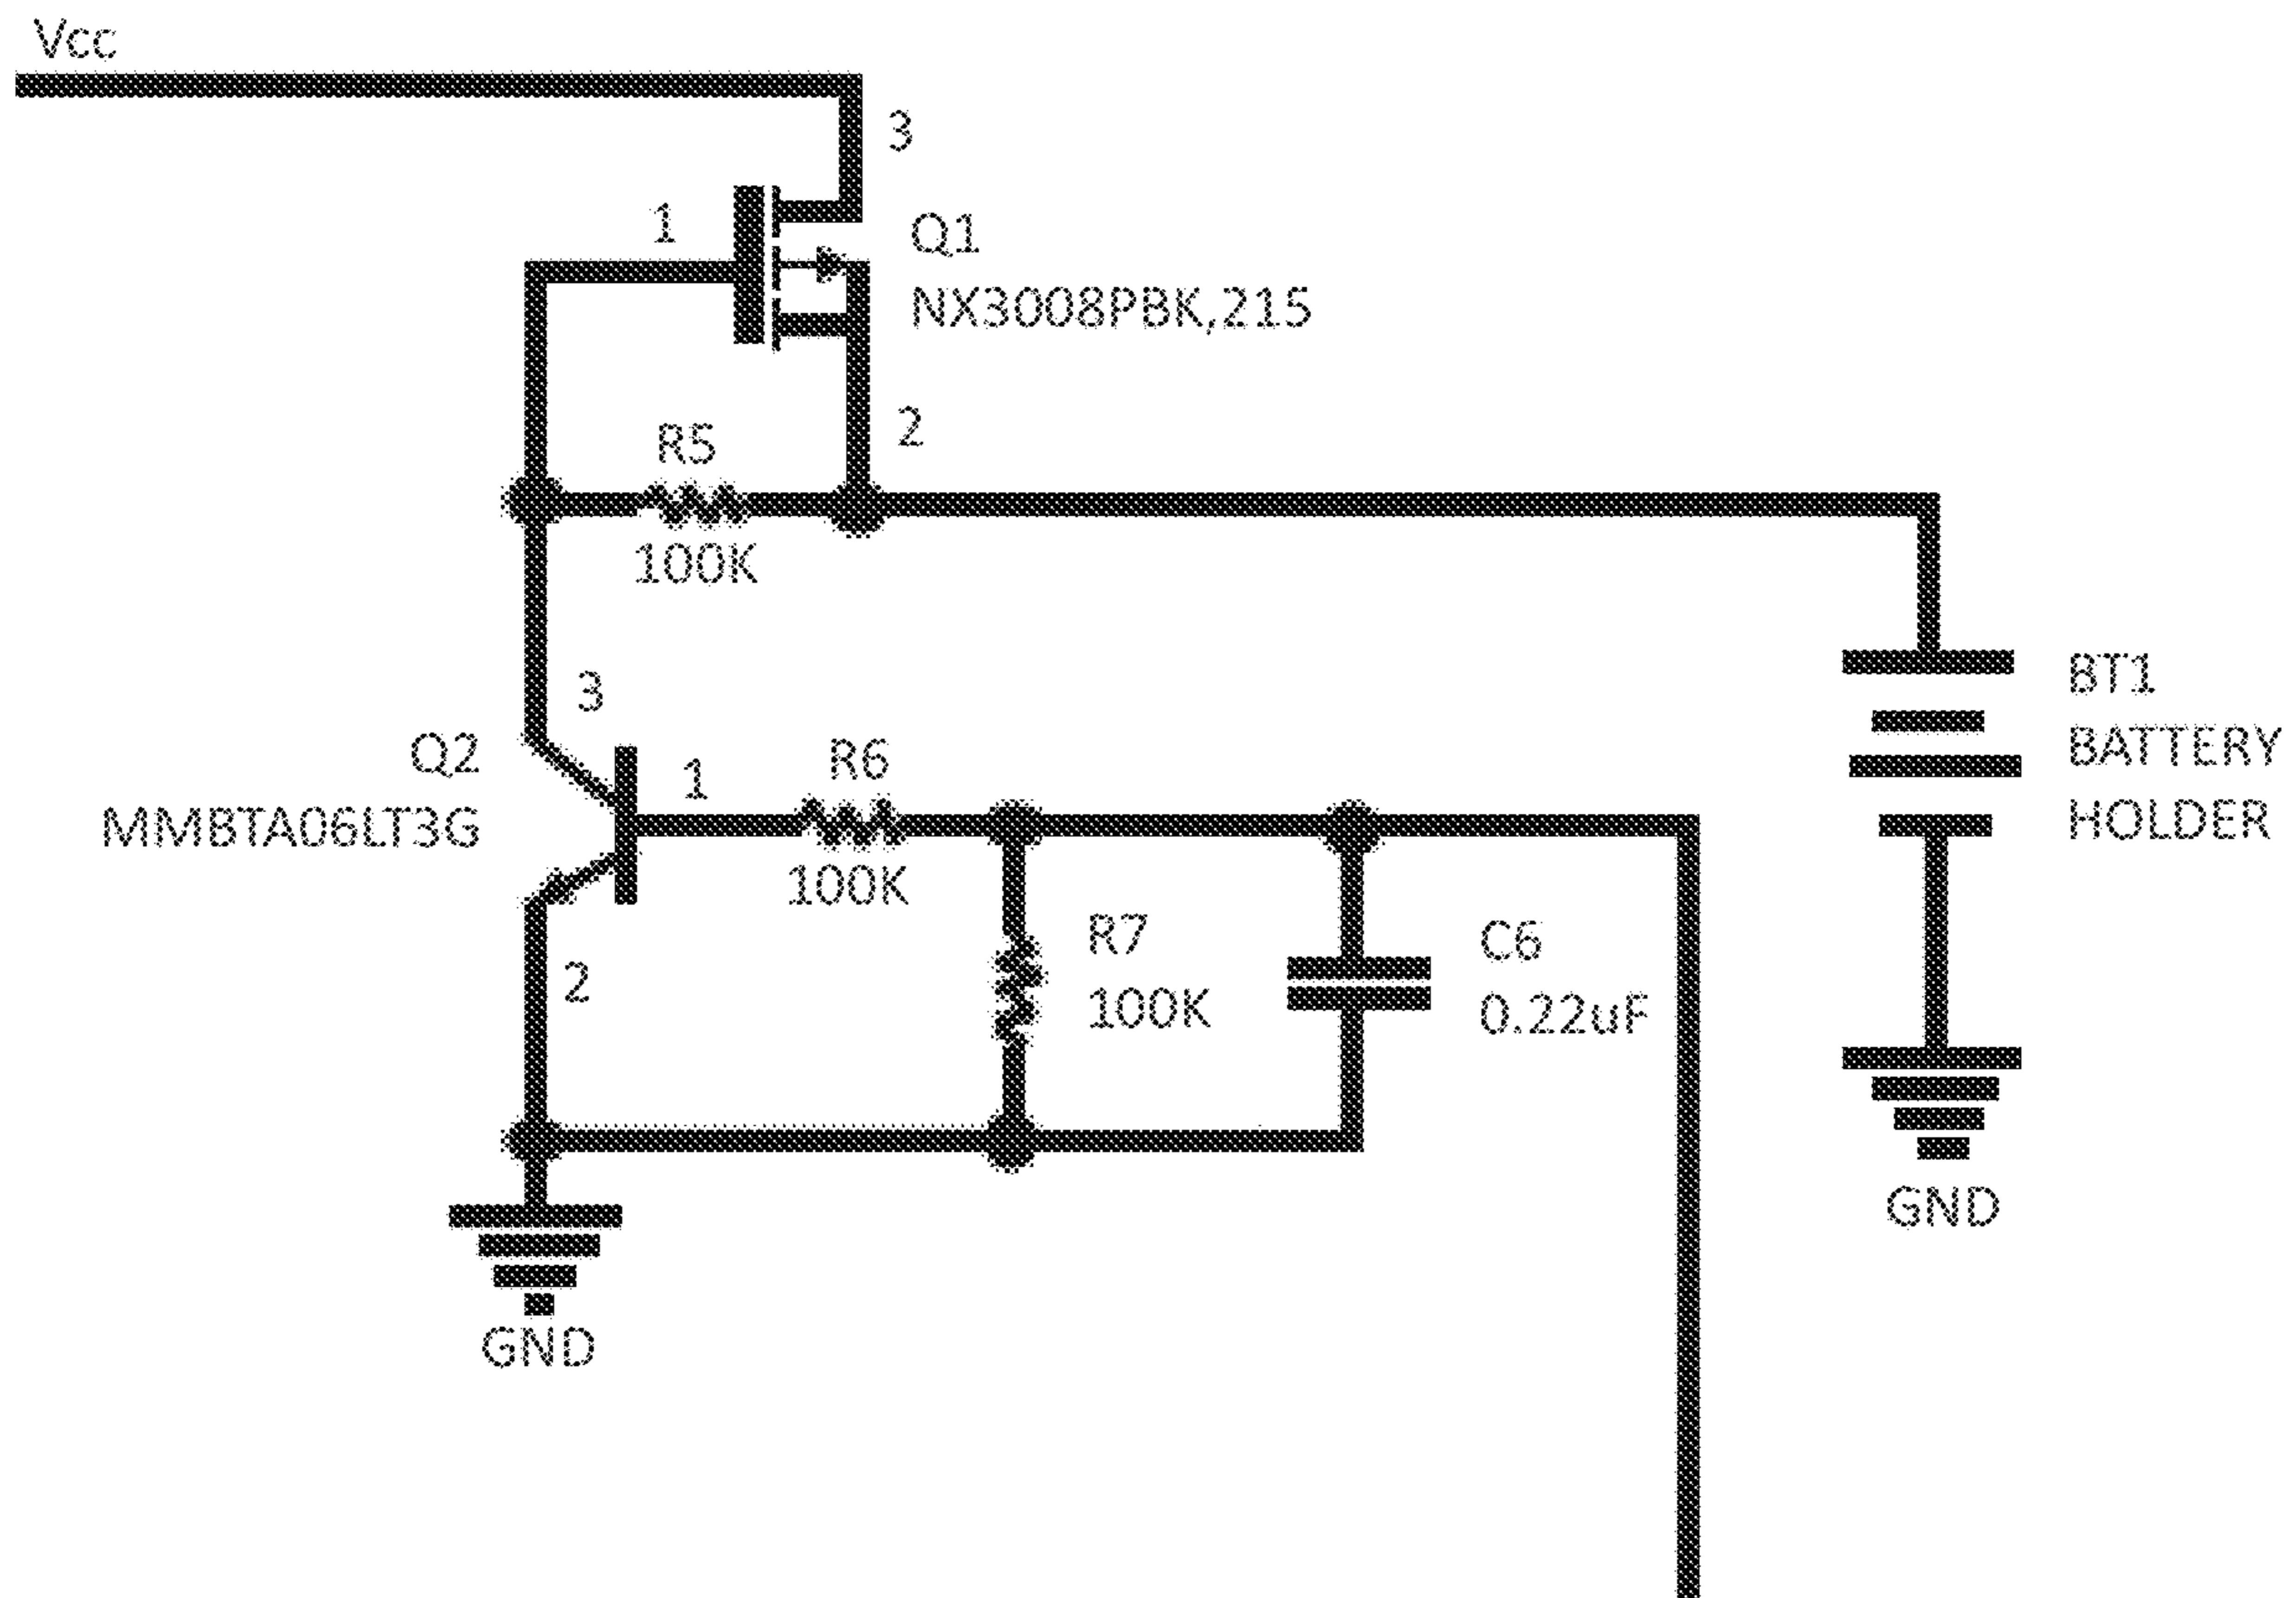 Vcc
3
1
Q1
NX3008PBK,215
2
R5
100K
3
Q2
MMBTA06LT3G
1
R6
100K
BT1
BATTERY
HOLDER
R7
100K
C6
0.22uF
2
GND
GND